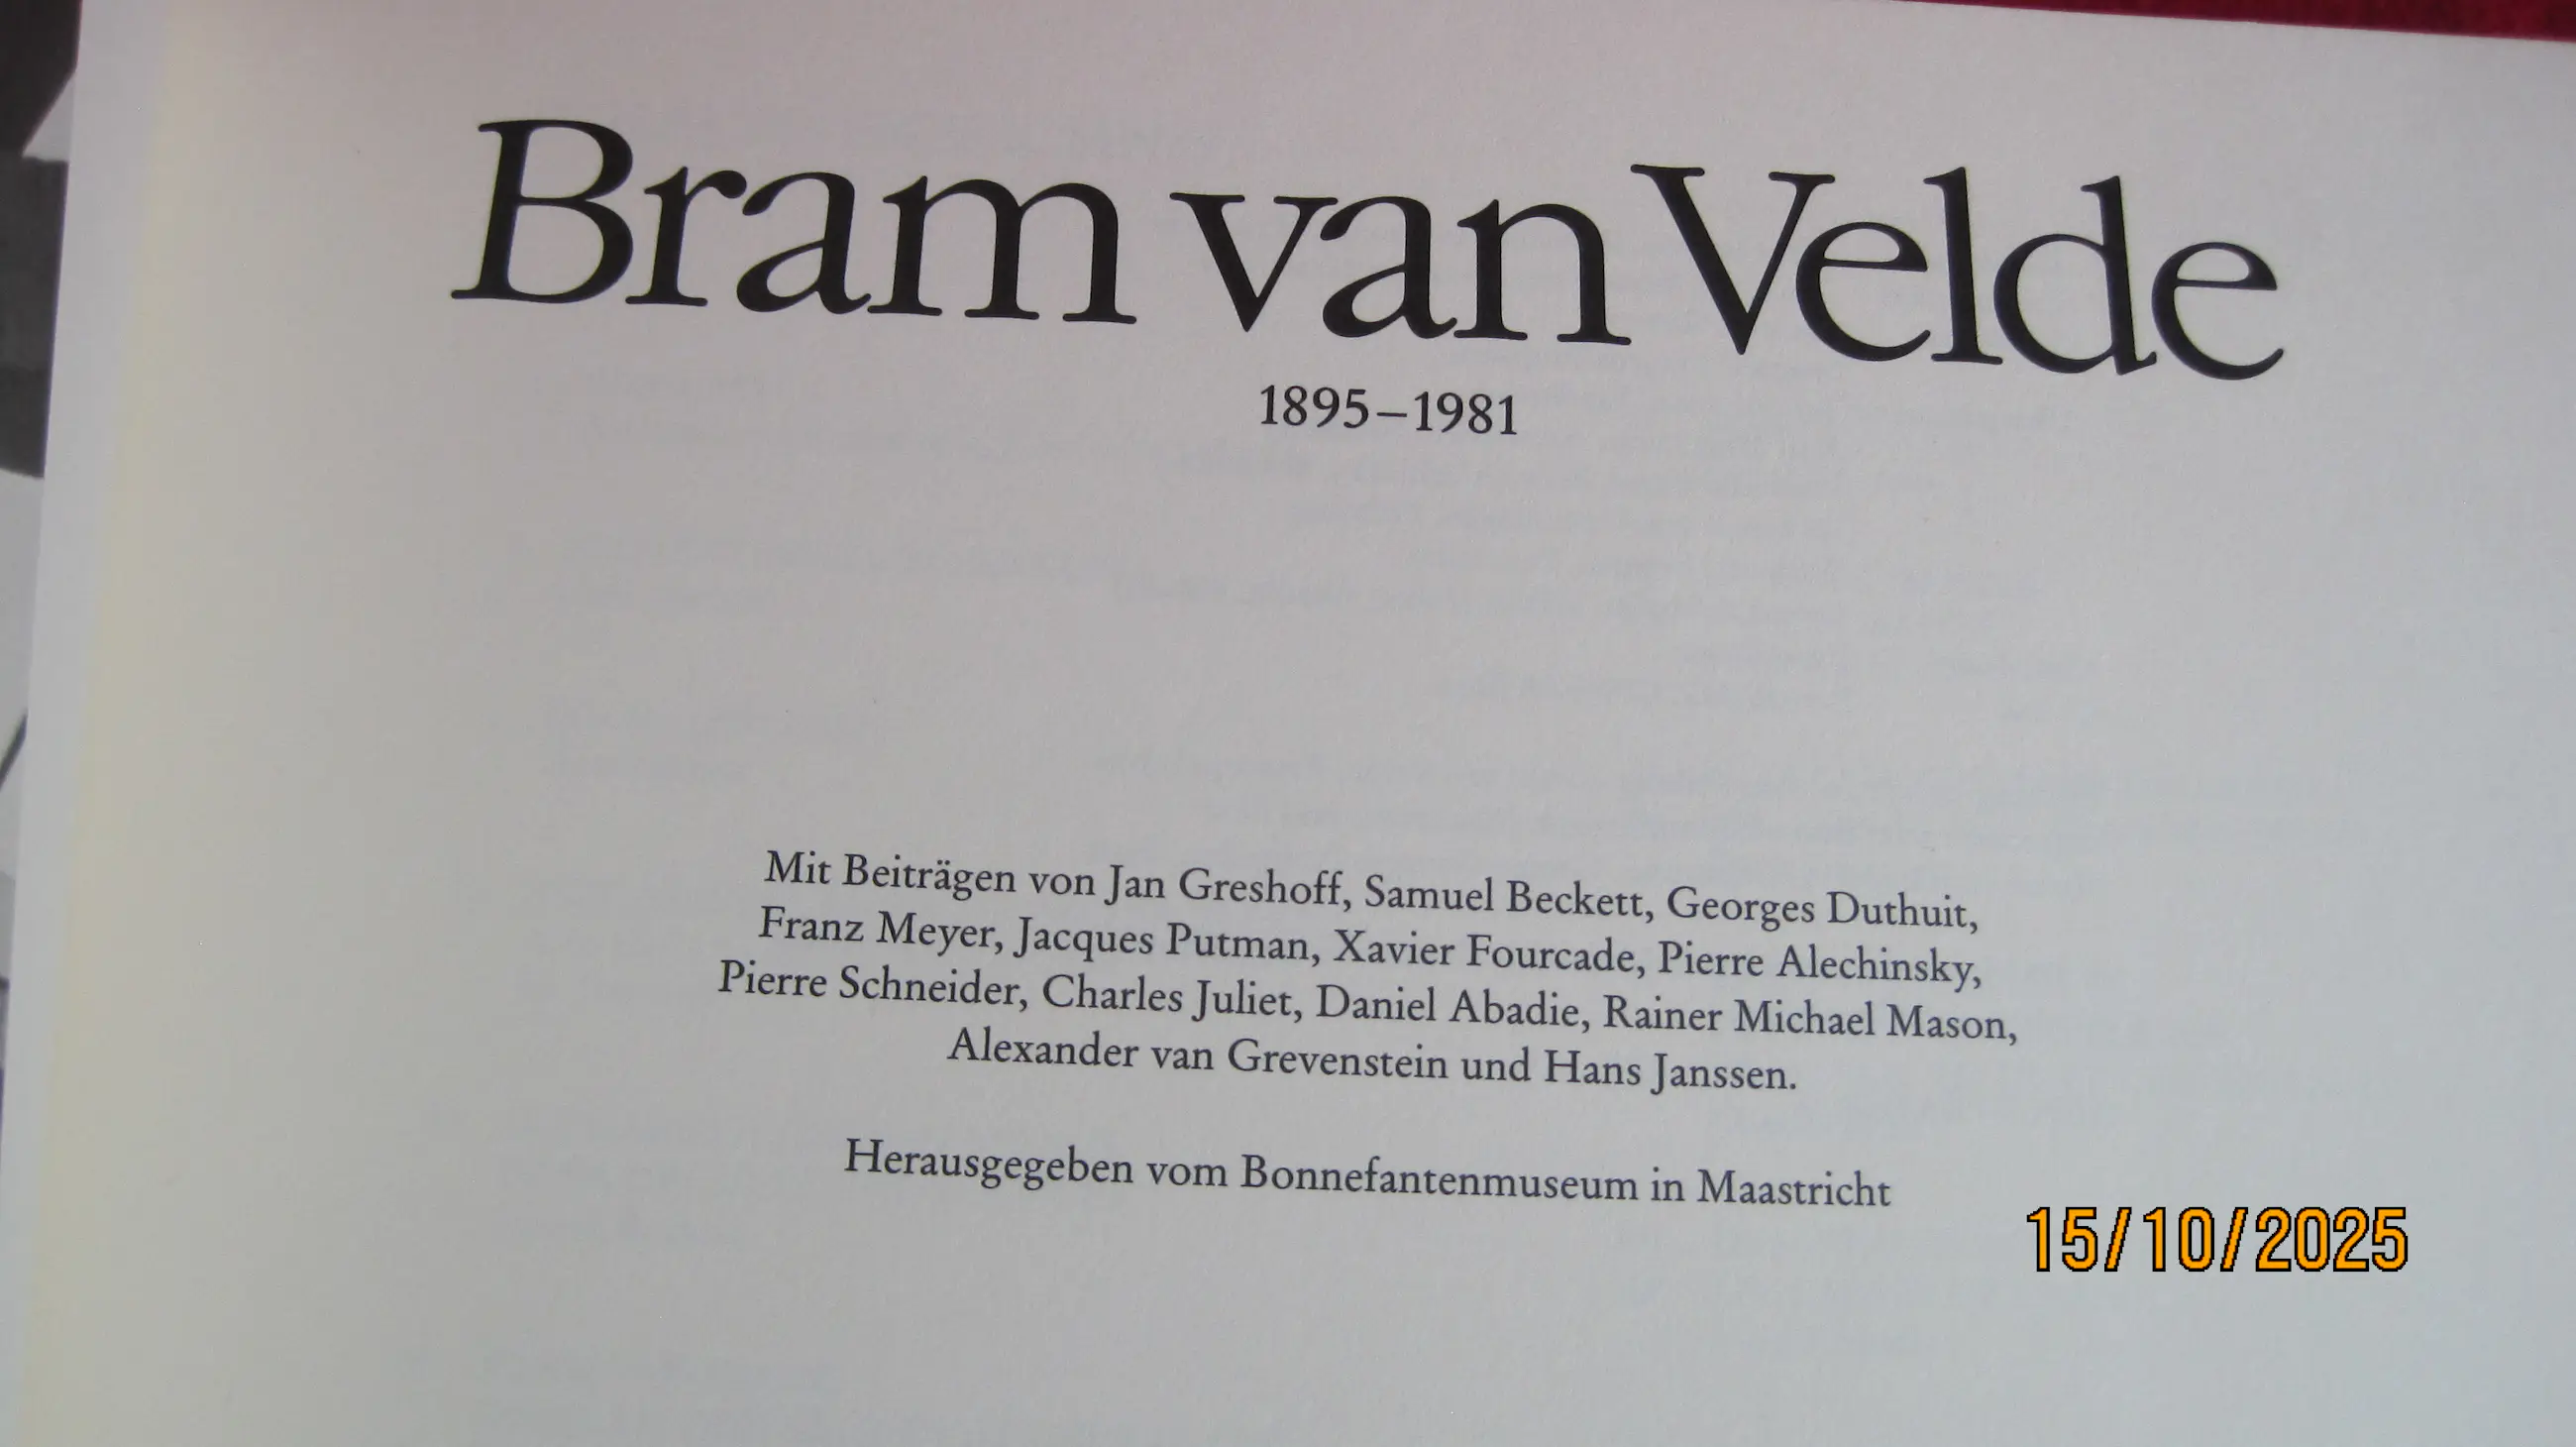 Bram van Velde
1895–1981
Mit Beiträgen von Jan Greshoff, Samuel Beckett, Georges Duthuit,
Franz Meyer, Jacques Putman, Xavier Fourcade, Pierre Alechinsky,
Pierre Schneider, Charles Juliet, Daniel Abadie, Rainer Michael Mason,
Alexander van Grevenstein und Hans Janssen.
Herausgegeben vom Bonnefantenmuseum in Maastricht
15/10/2025